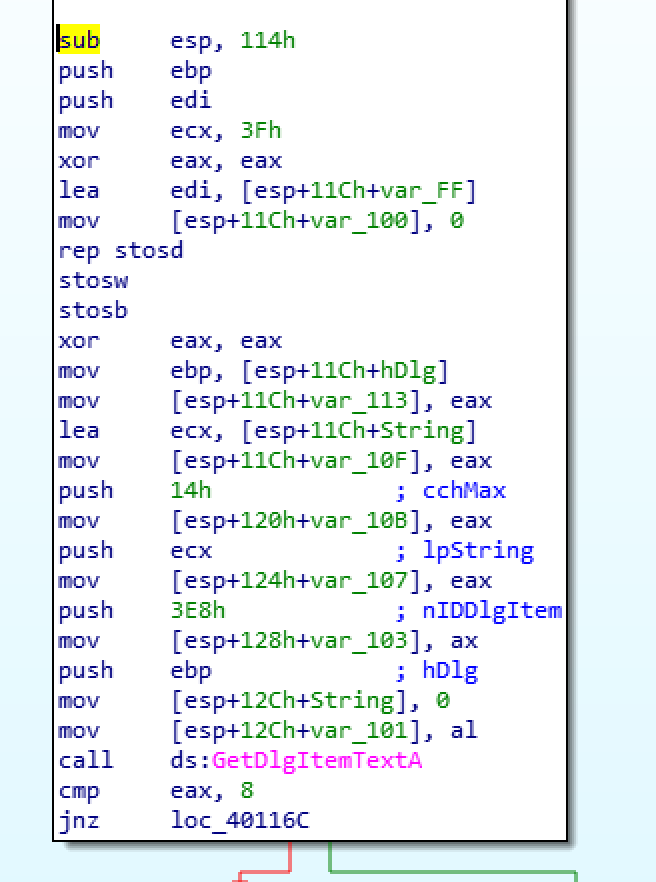 sub esp, 114h
push ebp
push edi
mov ecx, 3Fh
xor eax, eax
lea edi, [esp+11Ch+var_FF]
mov [esp+11Ch+var_100], 0
rep stosd
stosw
stosb
xor eax, eax
mov ebp, [esp+11Ch+hDlg]
mov [esp+11Ch+var_113], eax
lea ecx, [esp+11Ch+String]
mov [esp+11Ch+var_10F], eax
push 14h ; cchMax
mov [esp+120h+var_10B], eax
push ecx ; lpString
mov [esp+124h+var_107], eax
push 3E8h ; nIDDlgItem
mov [esp+128h+var_103], ax
push ebp ; hDlg
mov [esp+12Ch+String], 0
mov [esp+12Ch+var_101], al
call ds:GetDlgItemTextA
cmp eax, 8
jnz loc_40116C